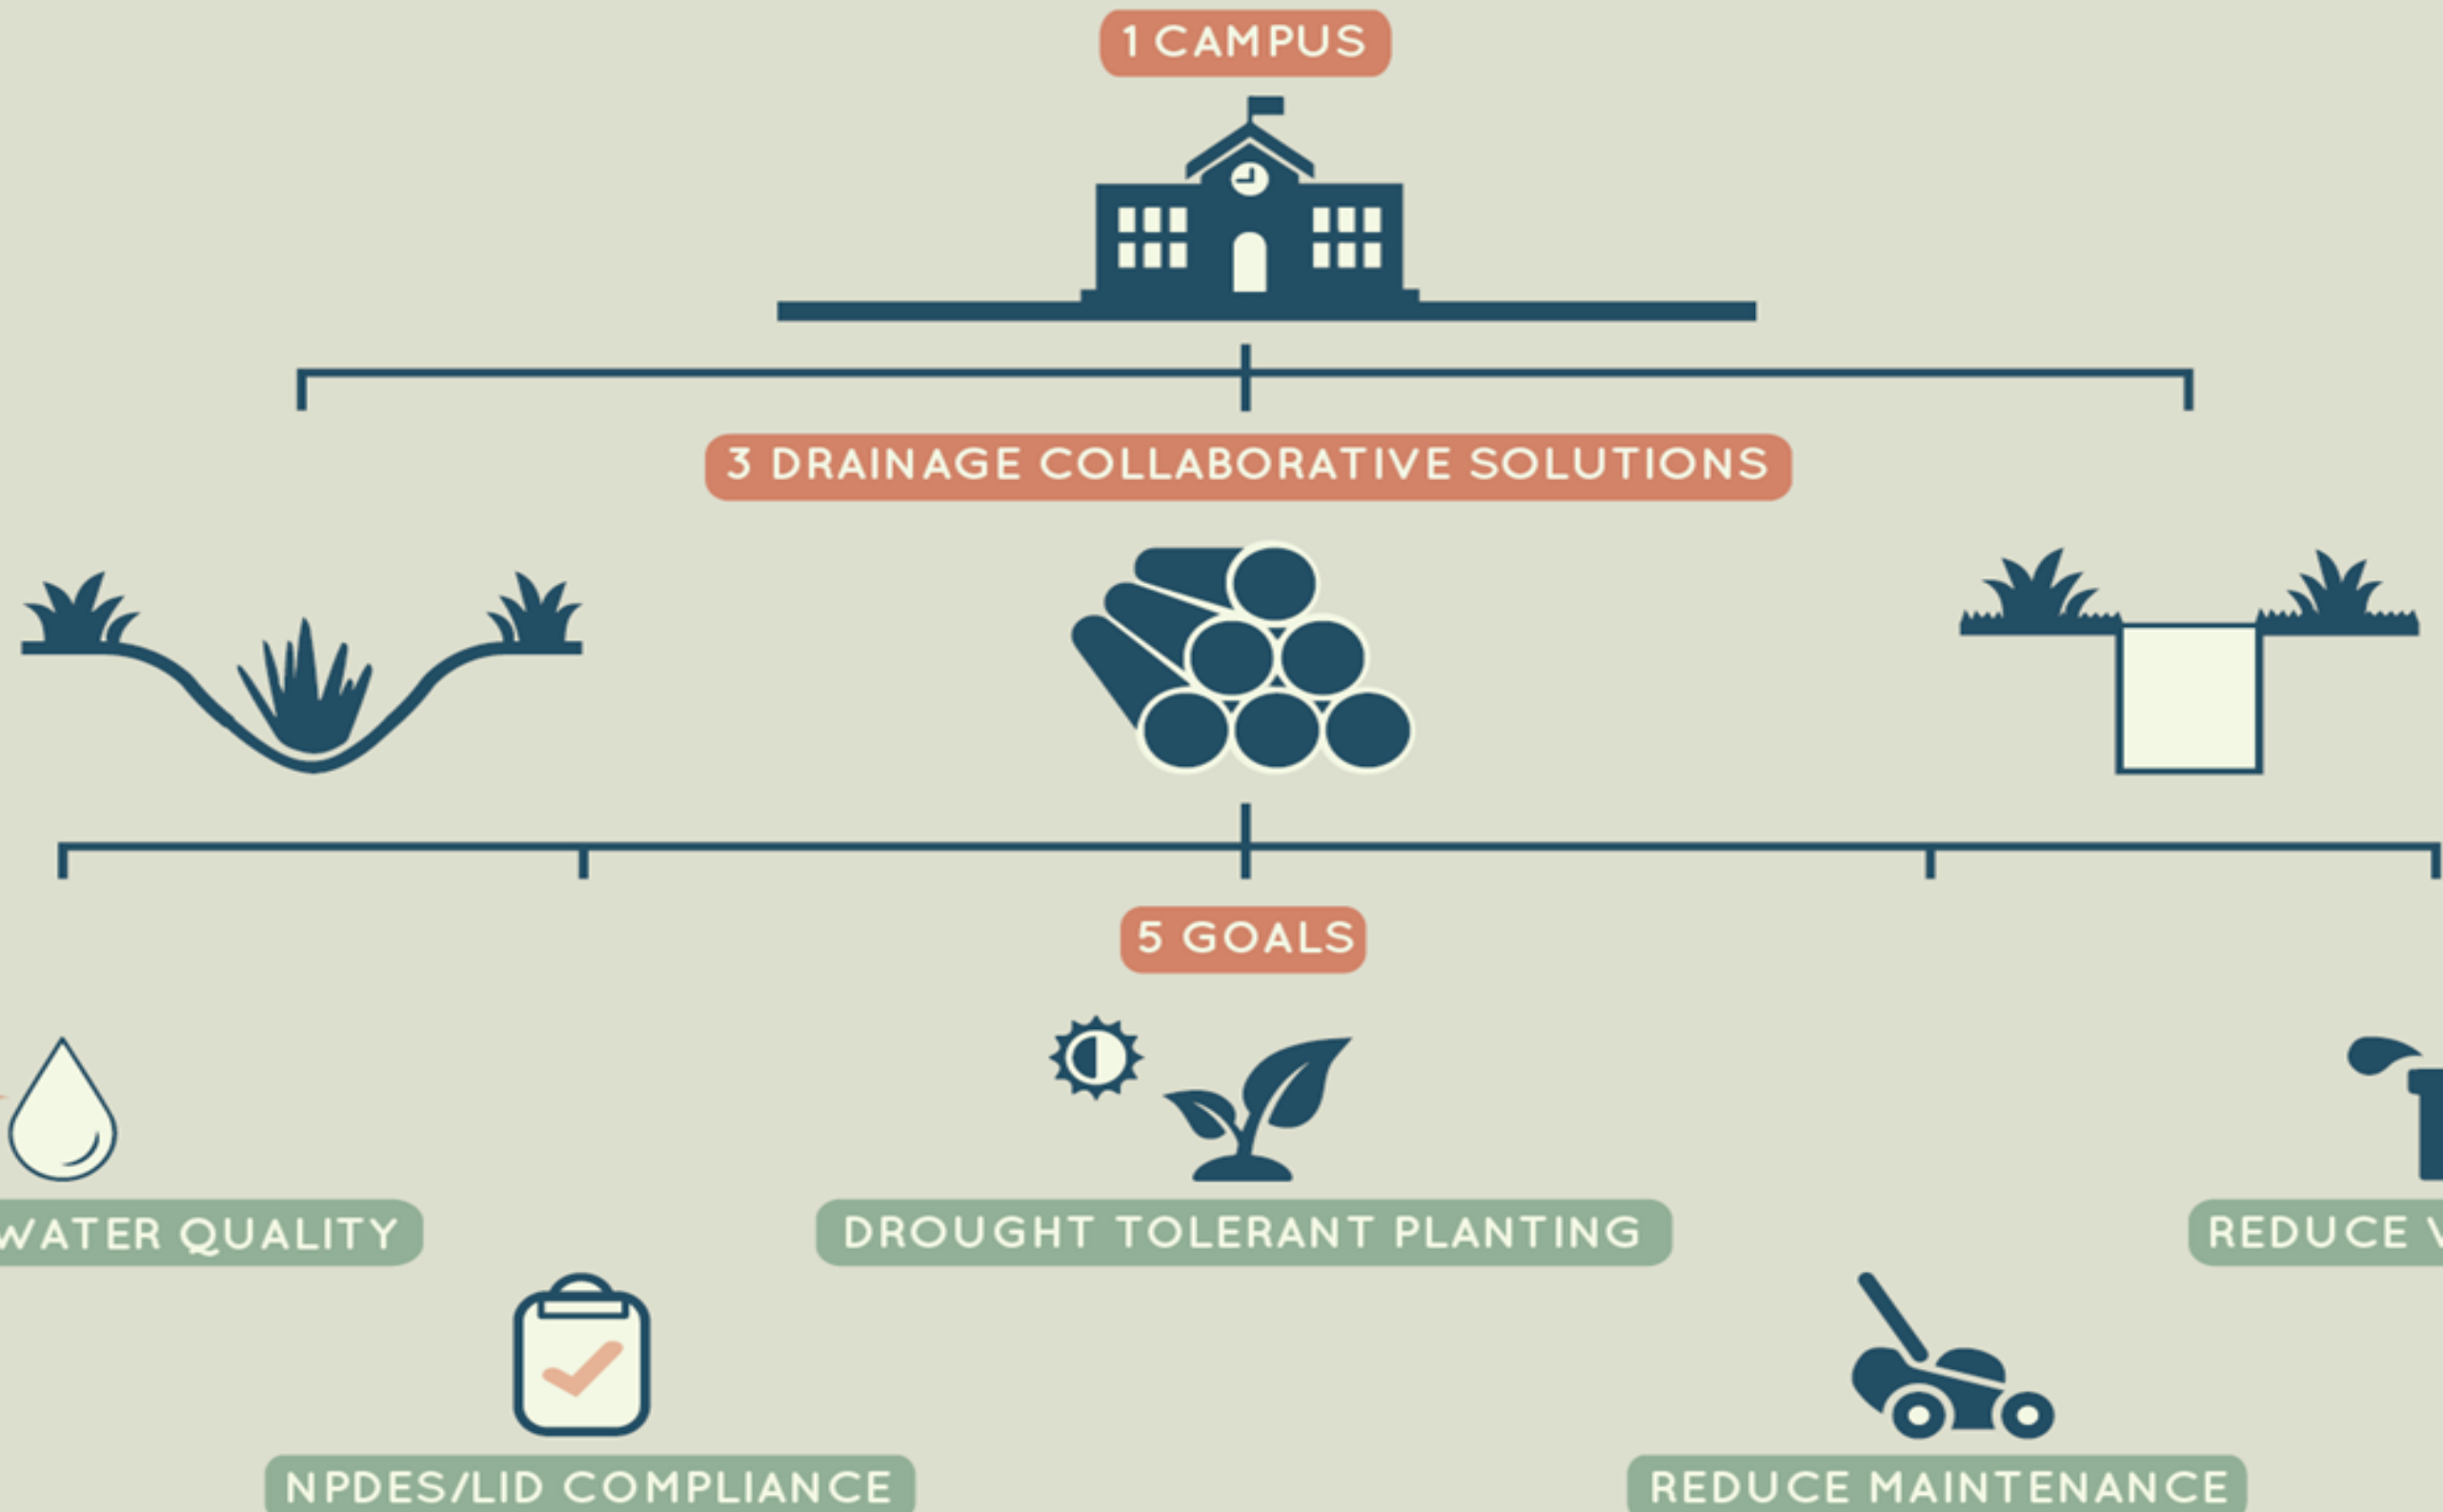 1 CAMPUS
3 DRAINAGE COLLABORATIVE SOLUTIONS
5 GOALS
WATER QUALITY
DROUGHT TOLERANT PLANTING
REDUCE
NPDES/LID COMPLIANCE
REDUCE MAINTENANCE